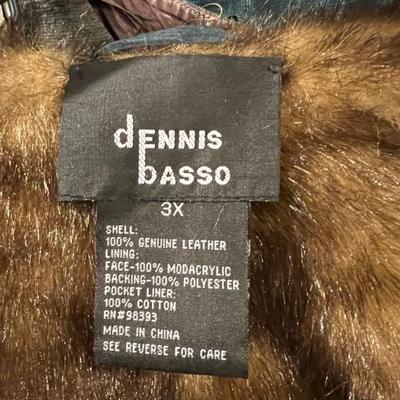 dENNIS
bASSO
3X
SHELL:
100% GENUINE LEATHER
LINING:
FACE-100% MODACRYLIC
BACKING-100% POLYESTER
POCKET LINER:
100% COTTON
RN#98393
MADE IN CHINA
SEE REVERSE FOR CARE